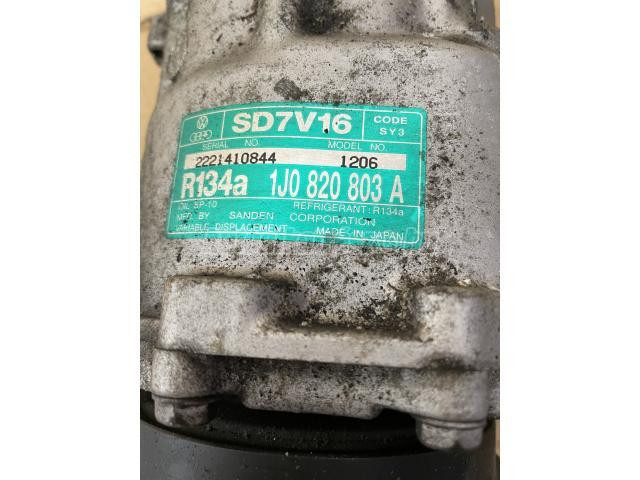 SD7V16 CODE
SY3
SERIAL NO. MODEL NO.
2221410844 1206
R134a 1J0 820 803 A
OIL SP-10 REFRIGERANT: R134a
MFD. BY SANDEN CORPORATION
VARIABLE DISPLACEMENT MADE IN JAPAN